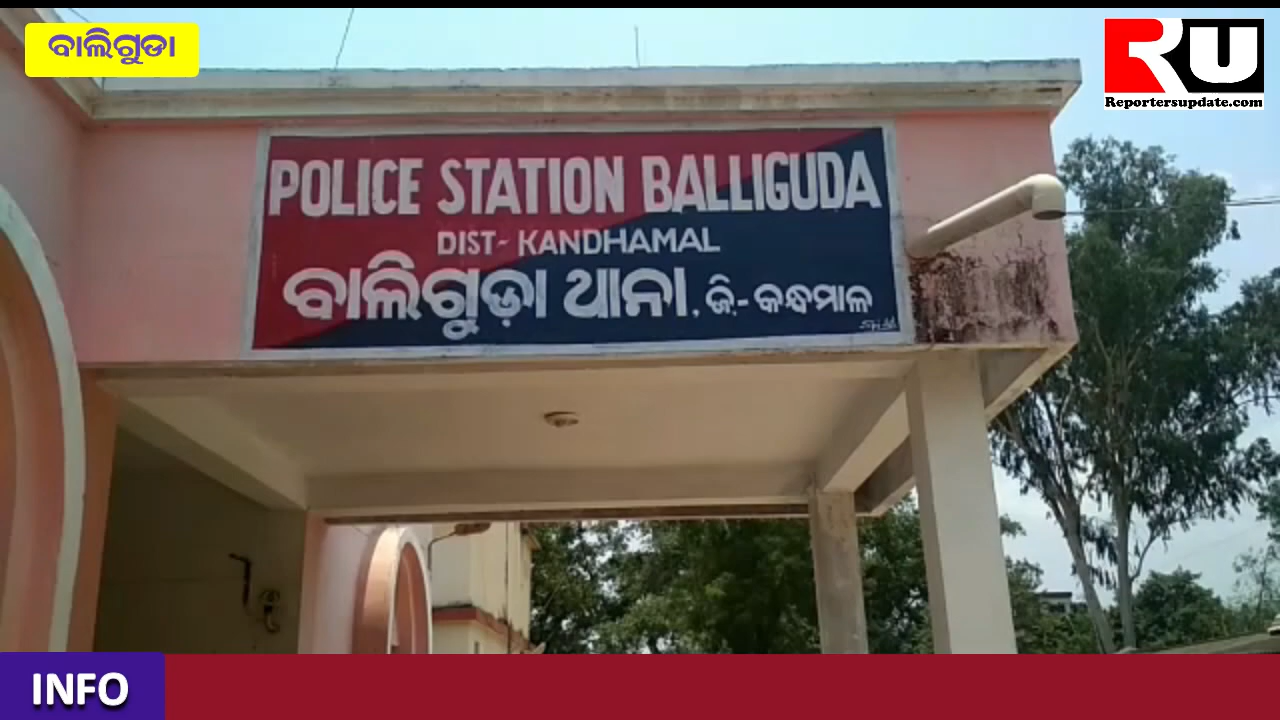 ବାଲିଗୁଡା
RU
Reportersupdate.com
POLICE STATION BALLIGUDA
DIST- KANDHAMAL
ବାଲିଗୁଡ଼ା ଥାନା, ଜି.- କନ୍ଧମାଳ
INFO